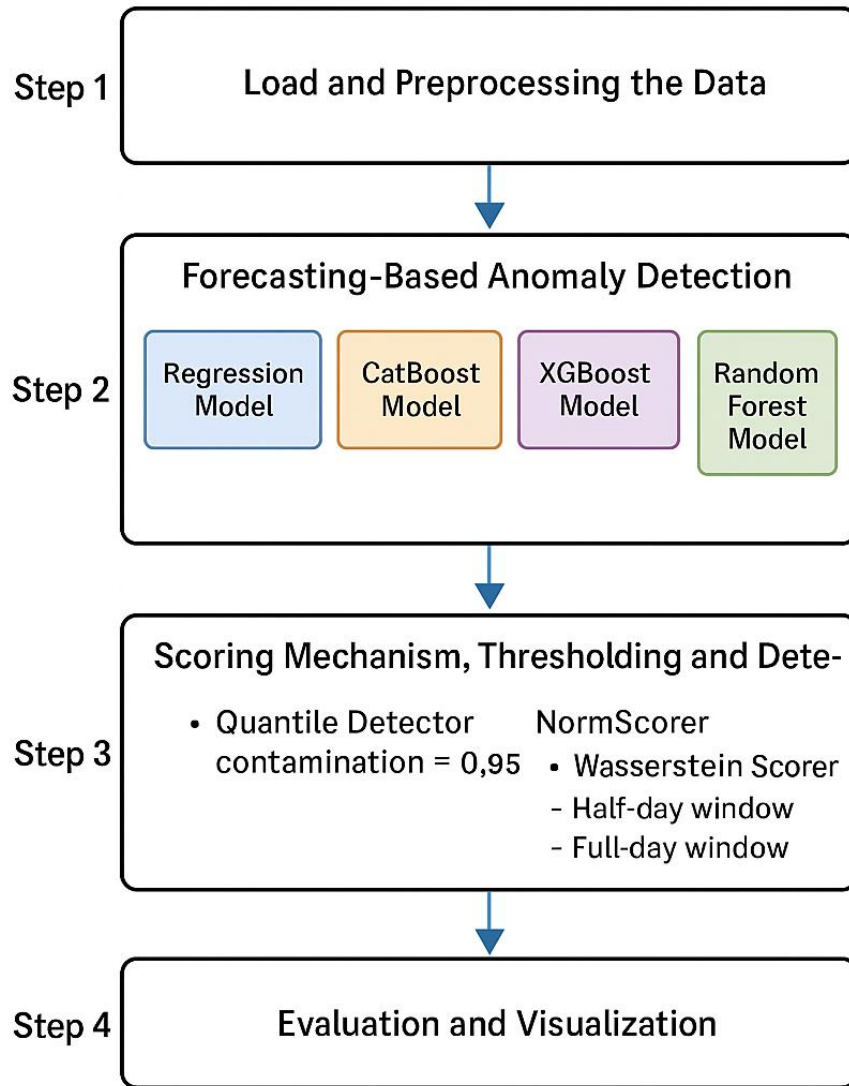 Step 1
Load and Preprocessing the Data
Step 2
Forecasting-Based Anomaly Detection
Regression
Model
CatBoost
Model
XGBoost
Model
Random
Forest
Model
Step 3
Scoring Mechanism, Thresholding and Dete-
• Quantile Detector
contamination = 0,95
NormScorer
• Wasserstein Scorer
- Half-day window
- Full-day window
Step 4
Evaluation and Visualization